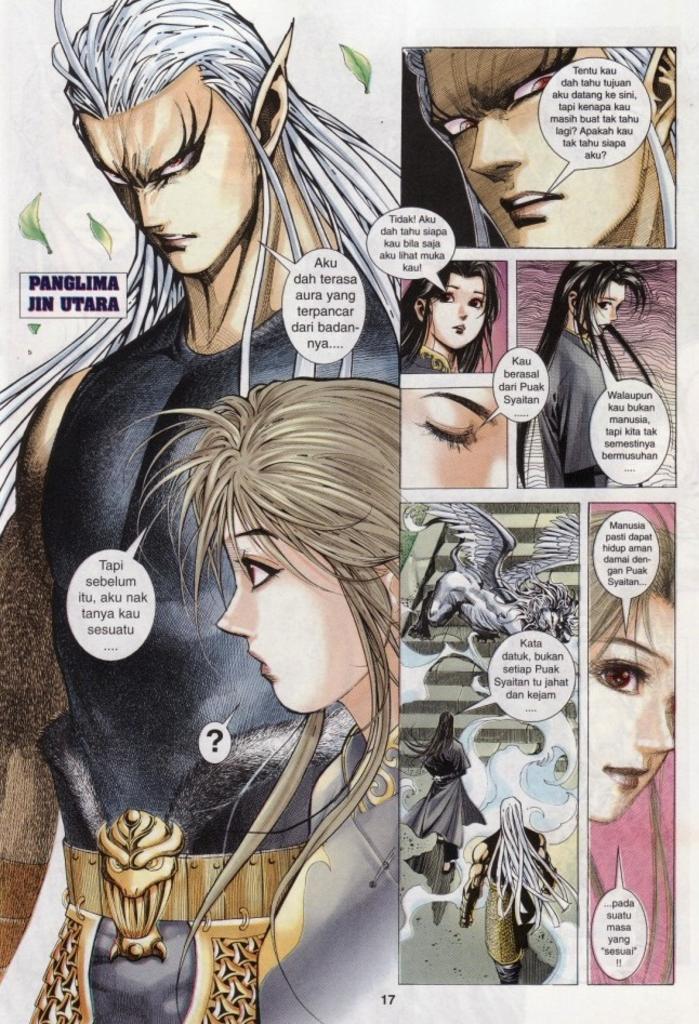 PANGLIMA
JIN UTARA
Aku
dah terasa
aura yang
terpancar
dari badan-
nya....
Tapi
sebelum
itu, aku nak
tanya kau
sesuatu
....
?
Tentu kau
dah tahu tujuan
aku datang ke sini,
tapi kenapa kau
masih buat tak tahu
lagi? Apakah kau
tak tahu siapa
aku?
Tidak! Aku
dah tahu siapa
kau bila saja
aku lihat muka
kau!
Kau
berasal
dari Puak
Syaitan
.....
Walaupun
kau bukan
manusia,
tapi kita tak
semestinya
bermusuhan
....
Kata
datuk, bukan
setiap Puak
Syaitan tu jahat
dan kejam
....
Manusia
pasti dapat
hidup aman
damai den-
gan Puak
Syaitan...
...pada
suatu
masa
yang
"sesuai"
!!
17